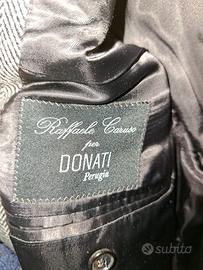 Raffaele Caruso
per
DONATI
Perugia
subito